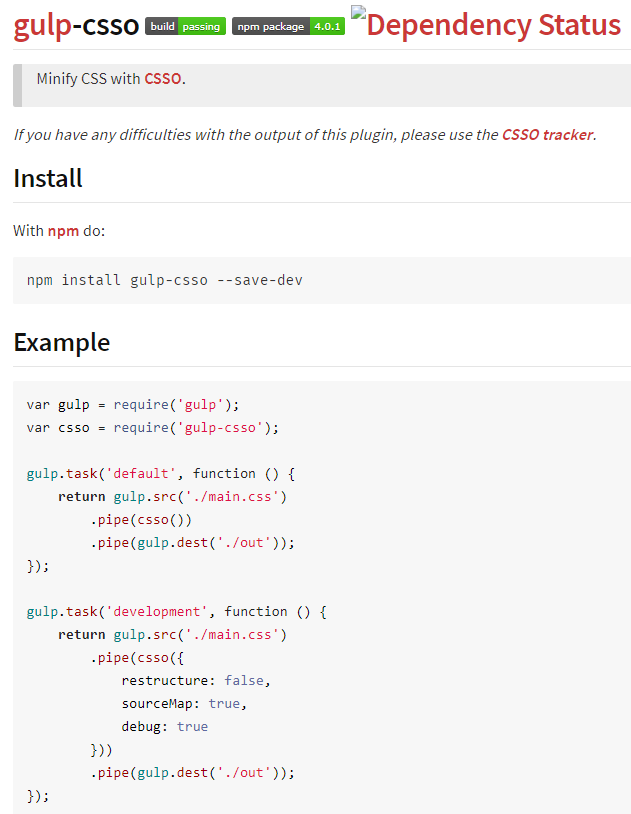 gulp-csso build passing npm package 4.0.1 Dependency Status
Minify CSS with CSSO.
If you have any difficulties with the output of this plugin, please use the CSSO tracker.
Install
With npm do:
npm install gulp-csso --save-dev
Example
var gulp = require('gulp');
var csso = require('gulp-csso');
gulp.task('default', function () {
    return gulp.src('./main.css')
        .pipe(csso())
        .pipe(gulp.dest('./out'));
});
gulp.task('development', function () {
    return gulp.src('./main.css')
        .pipe(csso({
            restructure: false,
            sourceMap: true,
            debug: true
        }))
        .pipe(gulp.dest('./out'));
});